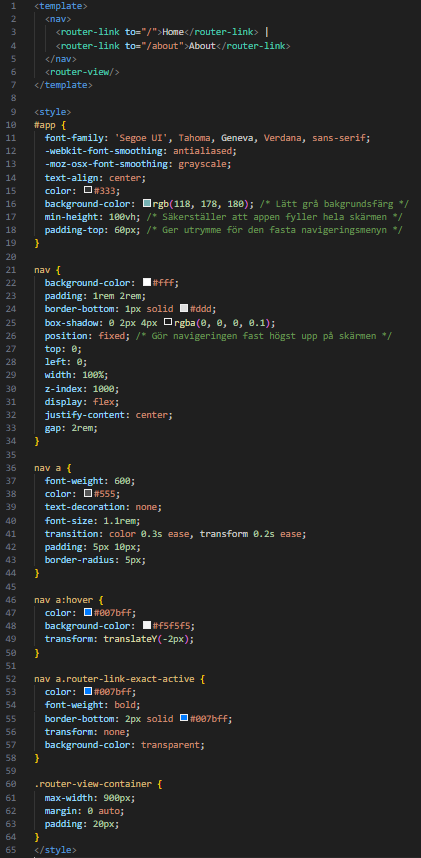 1 <template>
2   <nav>
3     <router-link to="/">Home</router-link> |
4     <router-link to="/about">About</router-link>
5   </nav>
6   <router-view/>
7 </template>
8
9 <style>
10 #app {
11   font-family: 'Segoe UI', Tahoma, Geneva, Verdana, sans-serif;
12   -webkit-font-smoothing: antialiased;
13   -moz-osx-font-smoothing: grayscale;
14   text-align: center;
15   color: #333;
16   background-color: rgb(118, 178, 180); /* Lätt grå bakgrundsfärg */
17   min-height: 100vh; /* Säkerställer att appen fyller hela skärmen */
18   padding-top: 60px; /* Ger utrymme för den fasta navigeringsmenyn */
19 }
20
21 nav {
22   background-color: #fff;
23   padding: 1rem 2rem;
24   border-bottom: 1px solid #ddd;
25   box-shadow: 0 2px 4px rgba(0, 0, 0, 0.1);
26   position: fixed; /* Gör navigeringen fast högst upp på skärmen */
27   top: 0;
28   left: 0;
29   width: 100%;
30   z-index: 1000;
31   display: flex;
32   justify-content: center;
33   gap: 2rem;
34 }
35
36 nav a {
37   font-weight: 600;
38   color: #555;
39   text-decoration: none;
40   font-size: 1.1rem;
41   transition: color 0.3s ease, transform 0.2s ease;
42   padding: 5px 10px;
43   border-radius: 5px;
44 }
45
46 nav a:hover {
47   color: #007bff;
48   background-color: #f5f5f5;
49   transform: translateY(-2px);
50 }
51
52 nav a.router-link-exact-active {
53   color: #007bff;
54   font-weight: bold;
55   border-bottom: 2px solid #007bff;
56   transform: none;
57   background-color: transparent;
58 }
59
60 .router-view-container {
61   max-width: 900px;
62   margin: 0 auto;
63   padding: 20px;
64 }
65 </style>